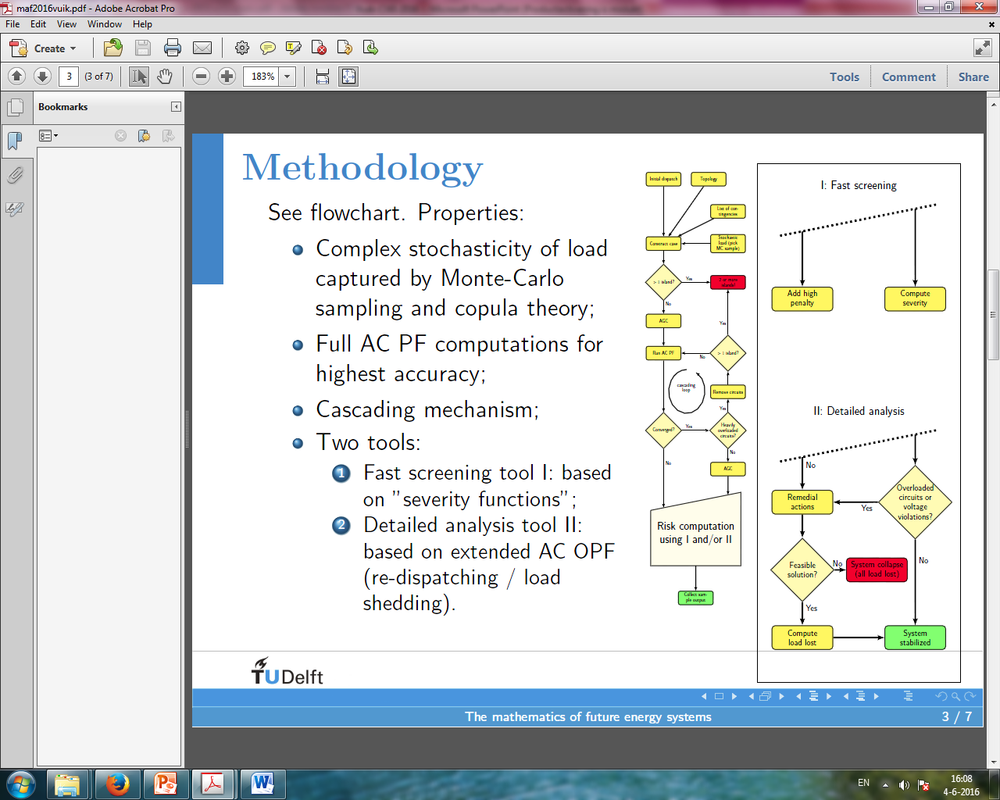 maf2016vuik.pdf - Adobe Acrobat Pro
File Edit View Window Help
Create
3 (3 of 7) 183% Tools Comment Share
Bookmarks
Methodology
See flowchart. Properties:
Complex stochasticity of load
captured by Monte-Carlo
sampling and copula theory;
Full AC PF computations for
highest accuracy;
Cascading mechanism;
Two tools:
1 Fast screening tool I: based
on "severity functions";
2 Detailed analysis tool II:
based on extended AC OPF
(re-dispatching / load
shedding).
Initial dispatch
Topology
List of con-
tingencies
Construct case
Stochastic
load (pick
MC sample)
> 1 island?
Yes
2 or more
islands!
No
AGC
Yes
Run AC PF
No
> 1 island?
cascading
loop
Remove circuits
Yes
Converged?
Yes
Heavily
overloaded
circuits?
No
No
AGC
Risk computation
using I and/or II
Collect sam-
ple output
I: Fast screening
Add high
penalty
Compute
severity
II: Detailed analysis
No
Remedial
actions
Yes
Overloaded
circuits or
voltage
violations?
Feasible
solution?
No
System collapse
(all load lost)
No
Yes
Compute
load lost
System
stabilized
TU Delft
The mathematics of future energy systems 3 / 7
EN
16:08
4-6-2016